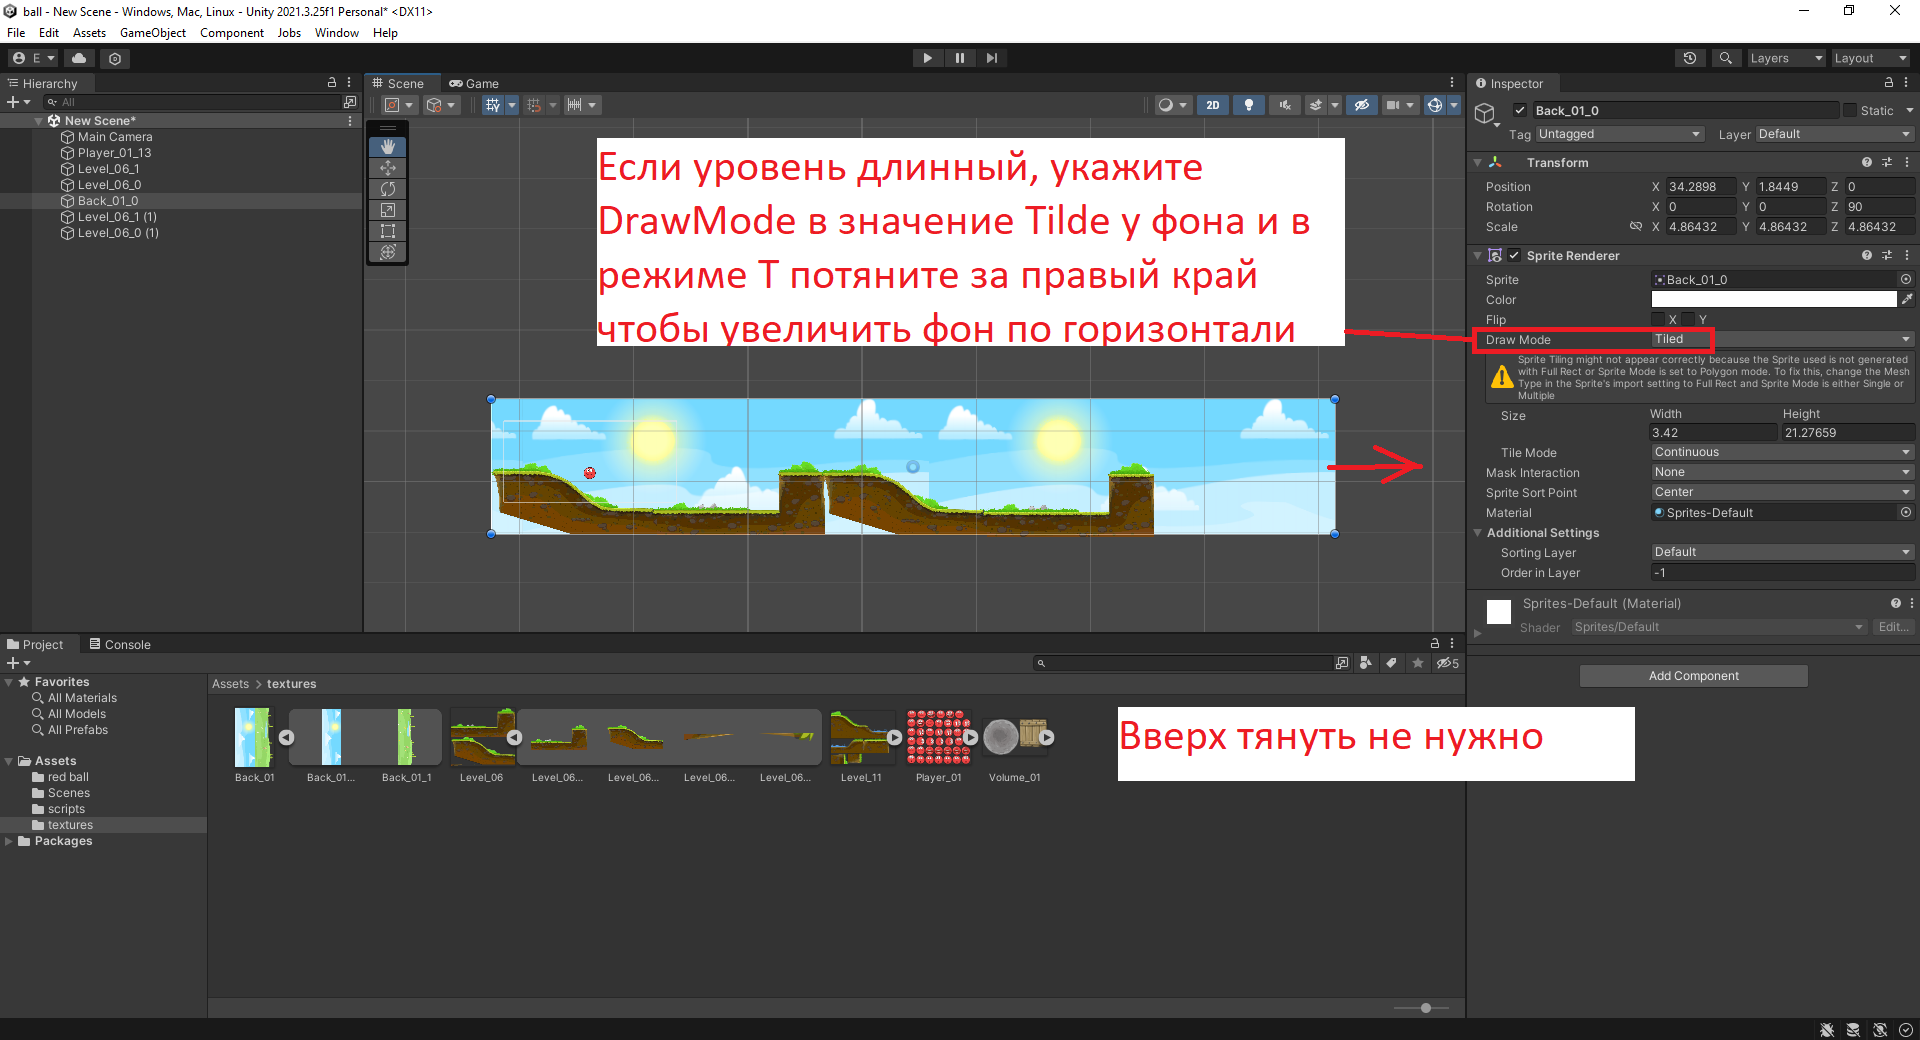 ball - New Scene - Windows, Mac, Linux - Unity 2021.3.25f1 Personal* <DX11>
File Edit Assets GameObject Component Jobs Window Help
E
Layers Layout
Hierarchy
All
New Scene*
Main Camera
Player_01_13
Level_06_1
Level_06_0
Back_01_0
Level_06_1 (1)
Level_06_0 (1)
Scene Game
2D
Если уровень длинный, укажите
DrawMode в значение Tilde у фона и в
режиме T потяните за правый край
чтобы увеличить фон по горизонтали
Inspector
Back_01_0 Static
Tag Untagged Layer Default
Transform
Position X 34.2898 Y 1.8449 Z 0
Rotation X 0 Y 0 Z 90
Scale X 4.86432 Y 4.86432 Z 4.86432
Sprite Renderer
Sprite Back_01_0
Color
Flip X Y
Draw Mode Tiled
Sprite Tiling might not appear correctly because the Sprite used is not generated
with Full Rect or Sprite Mode is set to Polygon mode. To fix this, change the Mesh
Type in the Sprite's import setting to Full Rect and Sprite Mode is either Single or
Multiple
Size Width Height
3.42 21.27659
Tile Mode Continuous
Mask Interaction None
Sprite Sort Point Center
Material Sprites-Default
Additional Settings
Sorting Layer Default
Order in Layer -1
Sprites-Default (Material)
Shader Sprites/Default Edit...
Add Component
Project Console
5
Favorites
All Materials
All Models
All Prefabs
Assets
red ball
Scenes
scripts
textures
Packages
Assets > textures
Back_01 Back_01... Back_01_1 Level_06 Level_06... Level_06... Level_06... Level_06... Level_11 Player_01 Volume_01
Вверх тянуть не нужно